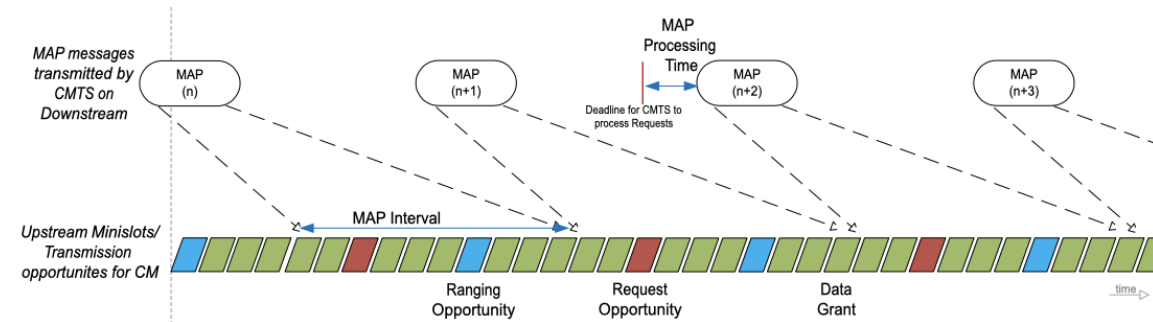 MAP messages
transmitted by
CMTS on
Downstream
MAP
(n)
MAP
(n+1)
MAP
Processing
Time
Deadline for CMTS to
process Requests
MAP
(n+2)
MAP
(n+3)
MAP Interval
Upstream Minislots/
Transmission
opportunites for CM
Ranging
Opportunity
Request
Opportunity
Data
Grant
time